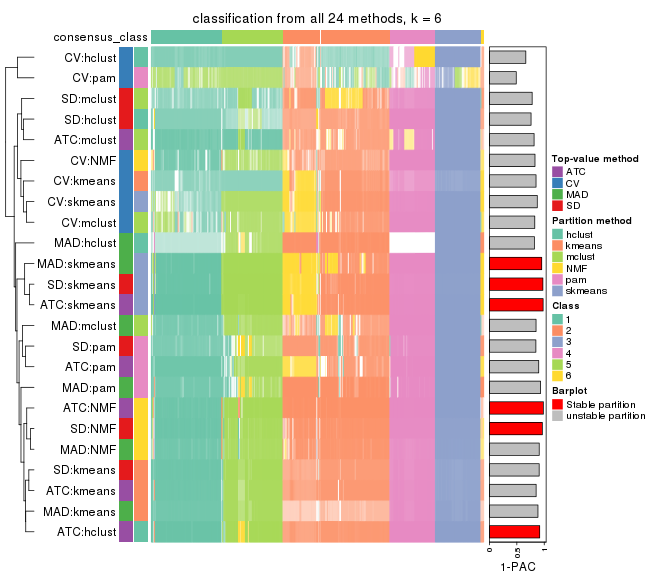 classification from all 24 methods, k = 6
consensus_class
CV:hclust
CV:pam
SD:mclust
SD:hclust
ATC:mclust
CV:NMF
CV:kmeans
CV:skmeans
CV:mclust
MAD:hclust
MAD:skmeans
SD:skmeans
ATC:skmeans
MAD:mclust
SD:pam
ATC:pam
MAD:pam
ATC:NMF
SD:NMF
MAD:NMF
SD:kmeans
ATC:kmeans
MAD:kmeans
ATC:hclust
0
0.5
1
1-PAC
Top-value method
ATC
CV
MAD
SD
Partition method
hclust
kmeans
mclust
NMF
pam
skmeans
Class
1
2
3
4
5
6
Barplot
Stable partition
unstable partition